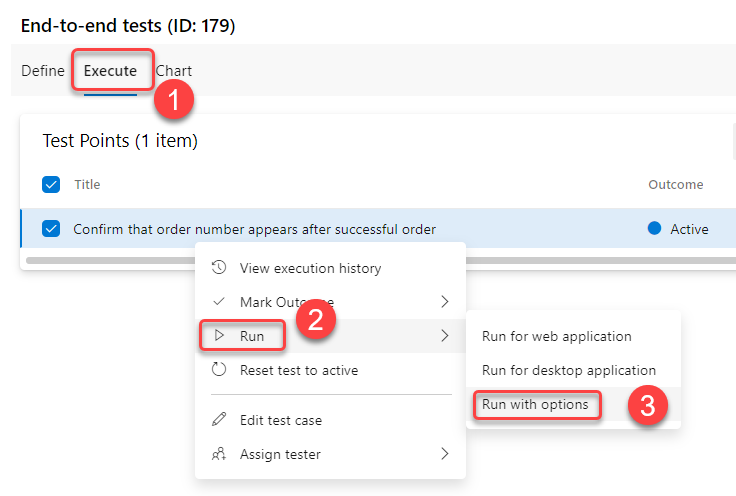 End-to-end tests (ID: 179)
Define Execute Chart
1
Test Points (1 item)
Title Outcome
Confirm that order number appears after successful order Active
View execution history
Mark Outcome
2
Run
Run for web application
Reset test to active
Run for desktop application
Run with options
3
Edit test case
Assign tester